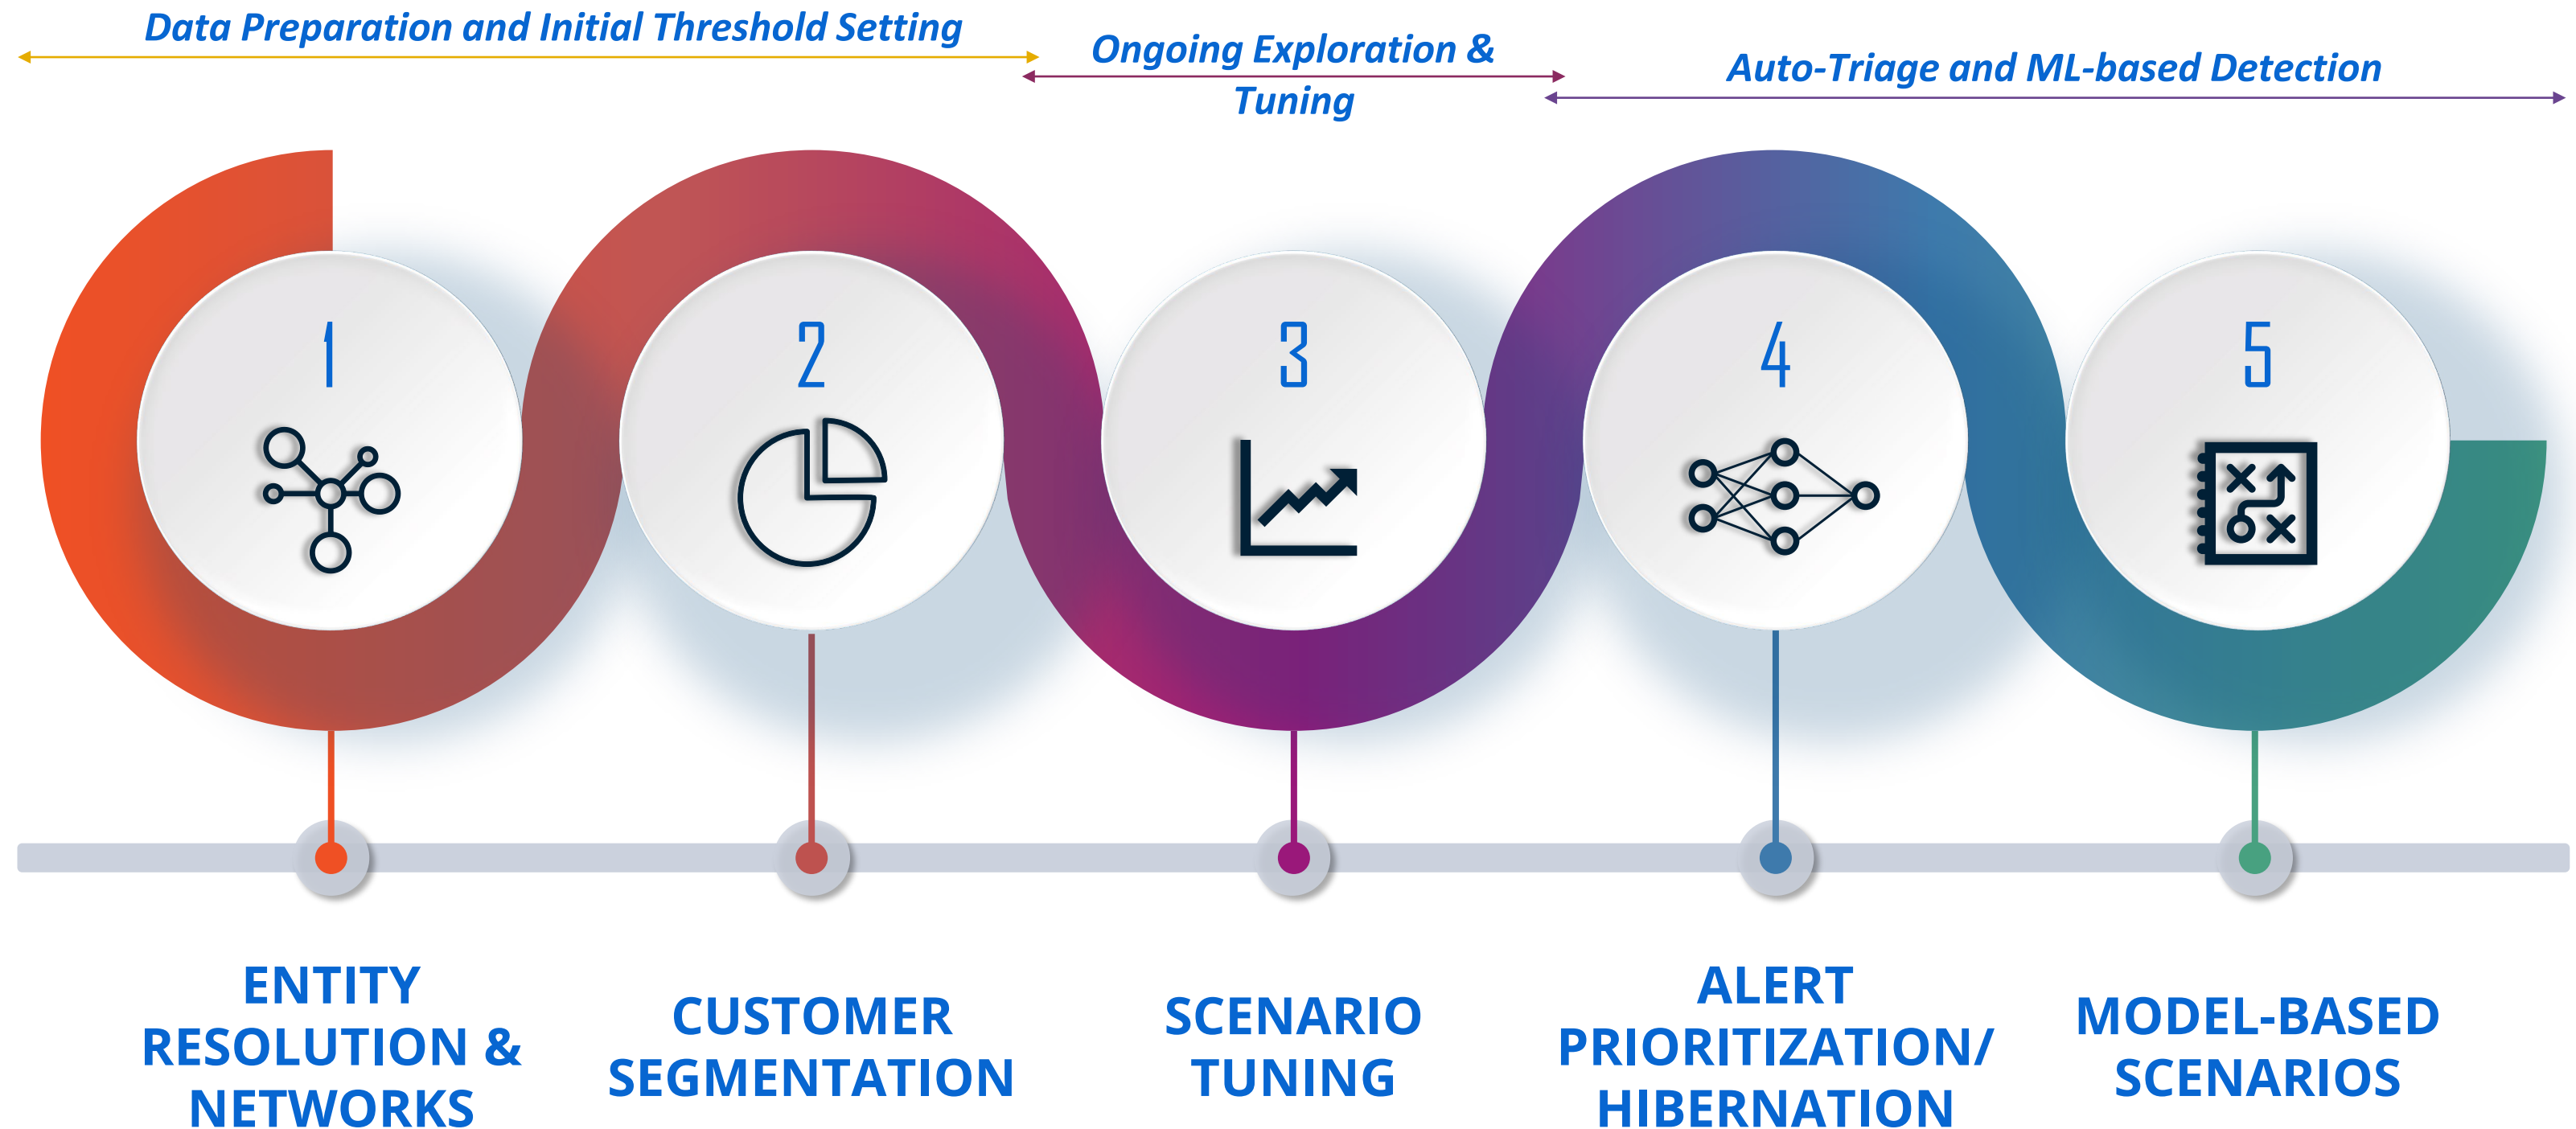 Data Preparation and Initial Threshold Setting
Ongoing Exploration &
Tuning
Auto-Triage and ML-based Detection
1
2
3
4
5
ENTITY
RESOLUTION &
NETWORKS
CUSTOMER
SEGMENTATION
SCENARIO
TUNING
ALERT
PRIORITIZATION/
HIBERNATION
MODEL-BASED
SCENARIOS